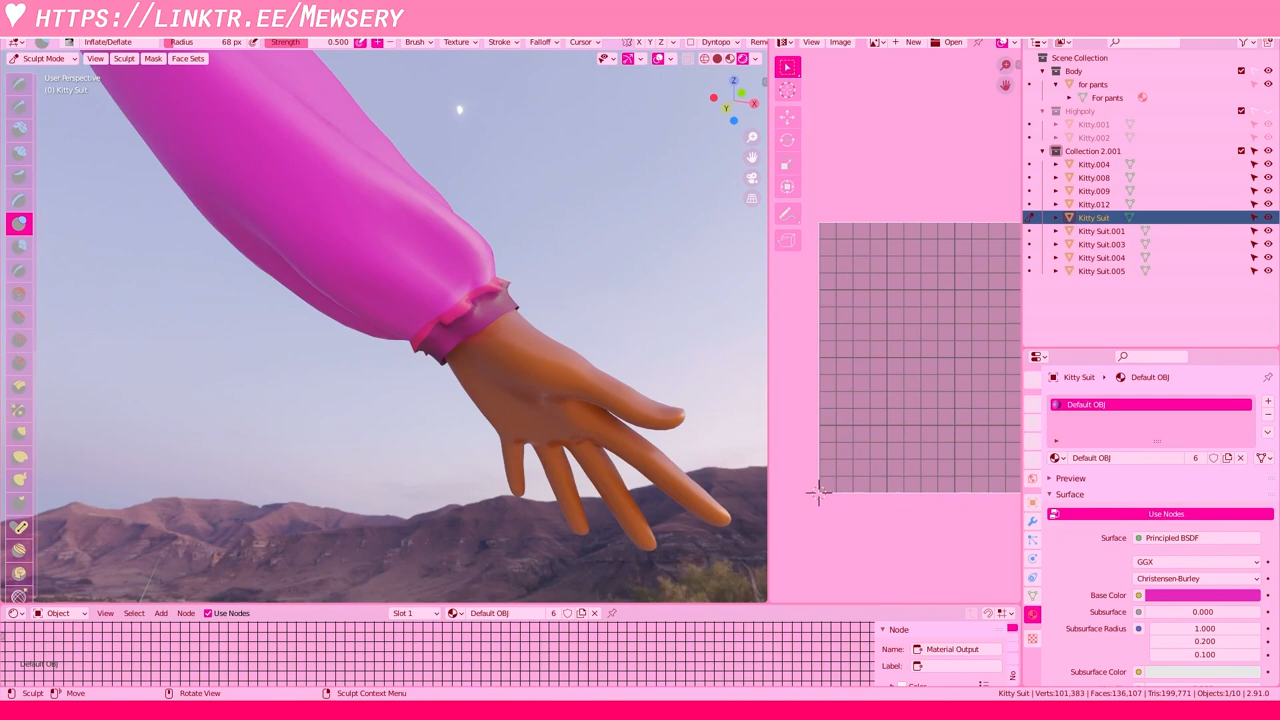 HTTPS://LINKTR.EE/MEWSERY
Inflate/Deflate Radius 68 px Strength 0.500 Brush Texture Stroke Falloff Cursor X Y Z Dyntopo Rem
View Image New Open
Sculpt Mode View Sculpt Mask Face Sets
User Perspective
(0) Kitty Suit
Z
X
Y
Scene Collection
Body
for pants
For pants
Highpoly
Kitty.001
Kitty.002
Collection 2.001
Kitty.004
Kitty.008
Kitty.009
Kitty.012
Kitty Suit
Kitty Suit.001
Kitty Suit.003
Kitty Suit.004
Kitty Suit.005
Kitty Suit Default OBJ
Default OBJ
Default OBJ 6
Preview
Surface
Use Nodes
Surface Principled BSDF
GGX
Christensen-Burley
Base Color
Subsurface 0.000
Subsurface Radius 1.000
0.200
0.100
Subsurface Color
Object View Select Add Node Use Nodes Slot 1 Default OBJ 6
Node
Name: Material Output
Label:
Default OBJ
Sculpt Move Rotate View Sculpt Context Menu
Kitty Suit | Verts:101,383 | Faces:136,107 | Tris:199,771 | Objects:1/10 | 2.91.0